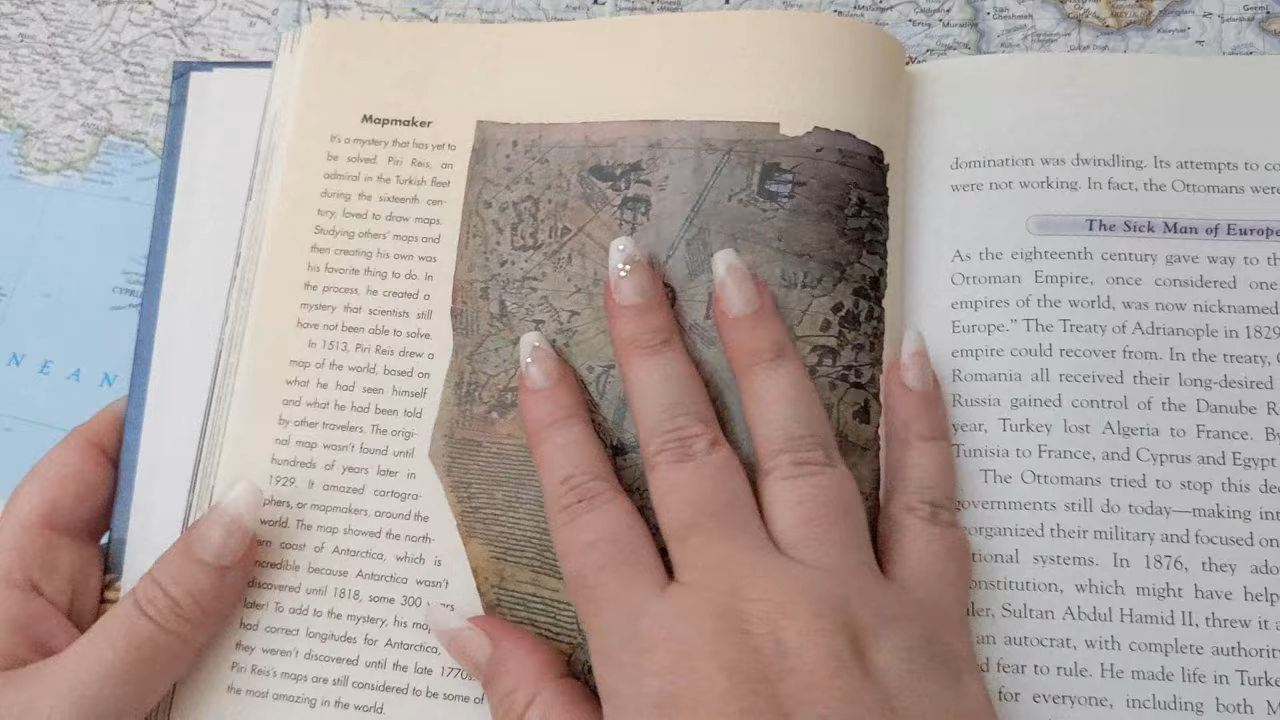 Mapmaker
It's a mystery that has yet to
be solved. Piri Reis, an
admiral in the Turkish fleet
during the sixteenth cen-
tury, loved to draw maps.
Studying others' maps and
then creating his own was
his favorite thing to do. In
the process, he created a
mystery that scientists still
have not been able to solve.
In 1513, Piri Reis drew a
map of the world, based on
what he had seen himself
and what he had been told
by other travelers. The origi-
nal map wasn't found until
hundreds of years later in
1929. It amazed cartogra-
phers, or mapmakers, around the
world. The map showed the north-
ern coast of Antarctica, which is
incredible because Antarctica wasn't
discovered until 1818, some 300
later! To add to the mystery, his
had correct longitudes for Antarctica,
they weren't discovered until the late 1770s.
Piri Reis's maps are still considered to be some of
the most amazing in the world.
domination was dwindling. Its attempts to
were not working. In fact, the Ottomans were
The Sick Man of Europe
As the eighteenth century gave way to
Ottoman Empire, once considered one
empires of the world, was now nicknamed
Europe." The Treaty of Adrianople in 1829
empire could recover from. In the treaty,
Romania all received their long-desired
Russia gained control of the Danube
year, Turkey lost Algeria to France.
Tunisia to France, and Cyprus and Egypt
The Ottomans tried to stop this
governments still do today—making
organized their military and focused on
tional systems. In 1876, they
onstitution, which might have
uler, Sultan Abdul Hamid II, threw it
an autocrat, with complete
d fear to rule. He made life in
for everyone, including both
NEAN
CYPRUS
Van